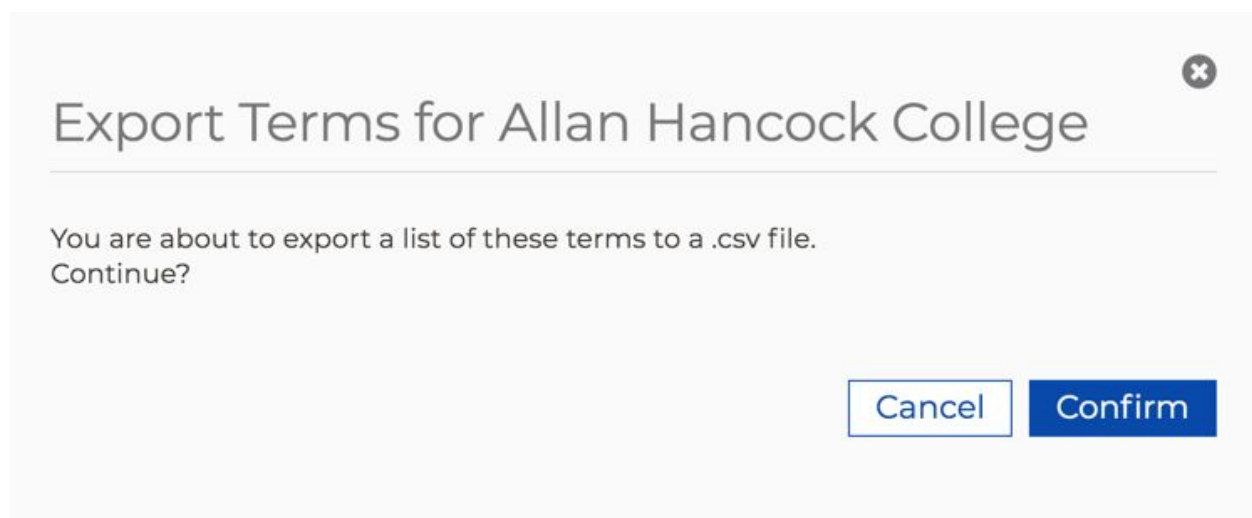 Export Terms for Allan Hancock College
You are about to export a list of these terms to a .csv file.
Continue?
Cancel Confirm